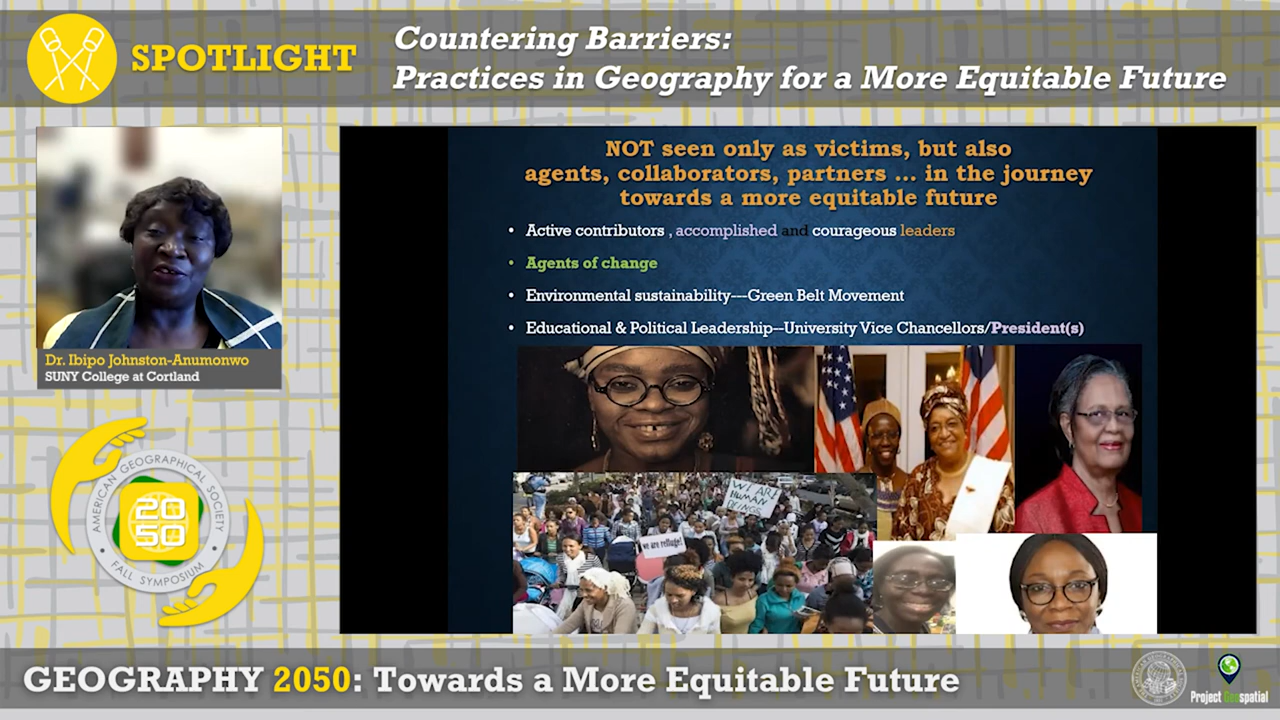 SPOTLIGHT
Countering Barriers:
Practices in Geography for a More Equitable Future
NOT seen only as victims, but also
agents, collaborators, partners ... in the journey
towards a more equitable future
• Active contributors , accomplished and courageous leaders
• Agents of change
• Environmental sustainability---Green Belt Movement
• Educational & Political Leadership--University Vice Chancellors/President(s)
WE ARE
HUMAN
BEINGS
we are refuge!
Dr. Ibipo Johnston-Anumonwo
SUNY College at Cortland
AMERICAN GEOGRAPHICAL SOCIETY
20
50
• FALL SYMPOSIUM •
GEOGRAPHY 2050: Towards a More Equitable Future
Project Geospatial